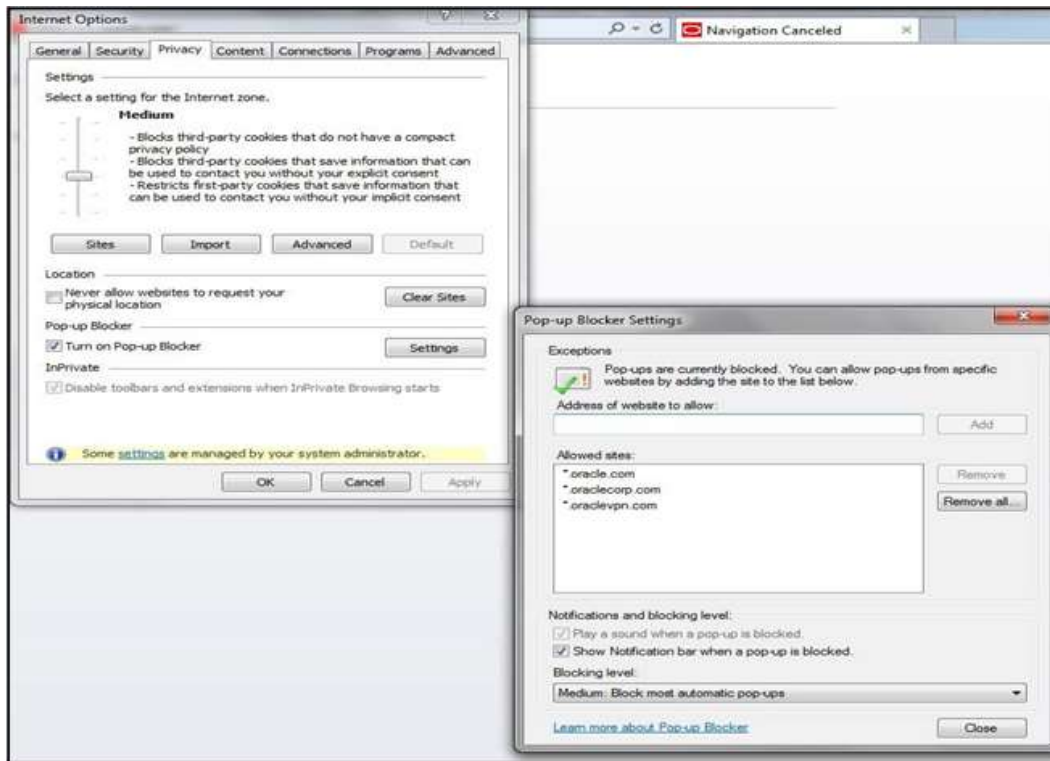 Internet Options
Navigation Canceled
General Security Privacy Content Connections Programs Advanced
Settings
Select a setting for the Internet zone.
Medium
- Blocks third-party cookies that do not have a compact
privacy policy
- Blocks third-party cookies that save information that can
be used to contact you without your explicit consent
- Restricts first-party cookies that save information that
can be used to contact you without your implicit consent
Sites Import Advanced Default
Location
Never allow websites to request your
physical location
Clear Sites
Pop-up Blocker
Turn on Pop-up Blocker
Settings
InPrivate
Disable toolbars and extensions when InPrivate Browsing starts
Some settings are managed by your system administrator.
OK Cancel Apply
Pop-up Blocker Settings
Exceptions
Pop-ups are currently blocked. You can allow pop-ups from specific
websites by adding the site to the list below.
Address of website to allow:
Add
Allowed sites:
*.oracle.com
*.oraclecorp.com
*.oraclevpn.com
Remove
Remove all...
Notifications and blocking level:
Play a sound when a pop-up is blocked.
Show Notification bar when a pop-up is blocked.
Blocking level:
Medium: Block most automatic pop-ups
Learn more about Pop-up Blocker
Close